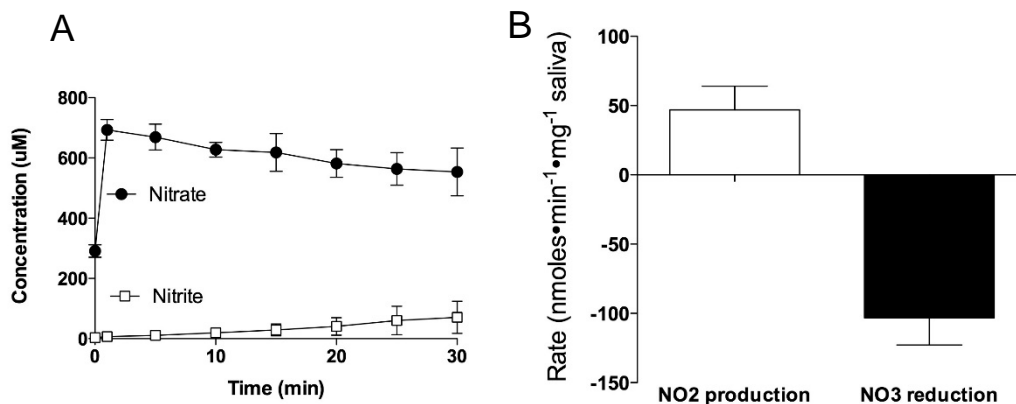 A
800
600
400
200
0
Concentration (uM)
Nitrate
Nitrite
0
10
20
30
Time (min)
B
100
50
0
-50
-100
-150
Rate (nmoles•min⁻¹•mg⁻¹ saliva)
NO2 production
NO3 reduction